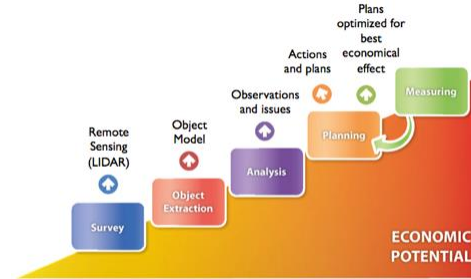 Remote
Sensing
(LIDAR)
Survey
Object
Model
Object
Extraction
Observations
and issues
Analysis
Actions
and plans
Plans
optimized for
best
economical
effect
Planning
Measuring
ECONOMIC
POTENTIAL